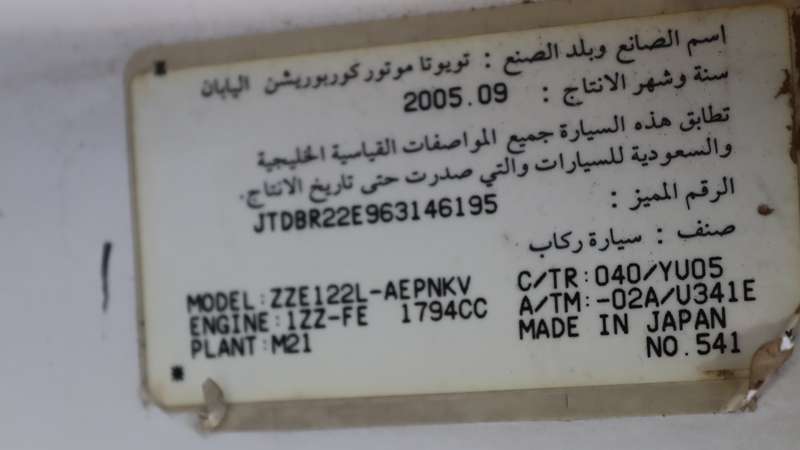 اسم الصانع وبلد الصنع : تويوتا موتور كوربوريشن اليابان
سنة وشهر الانتاج : 2005.09
تطابق هذه السيارة جميع المواصفات القياسية الخليجية
والسعودية للسيارات والتي صدرت حتى تاريخ الانتاج.
الرقم المميز :
JTDBR22E963146195
صنف : سيارة ركاب
MODEL:ZZE122L-AEPNKV C/TR:040/YU05
ENGINE:1ZZ-FE 1794CC A/TM:-02A/U341E
PLANT:M21 MADE IN JAPAN
NO.541